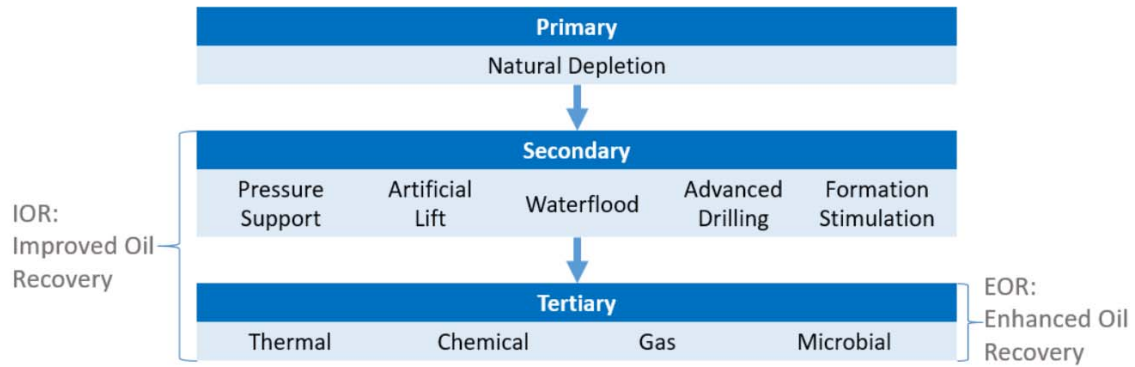 Primary
Natural Depletion
Secondary
Pressure Support
Artificial Lift
Waterflood
Advanced Drilling
Formation Stimulation
IOR:
Improved Oil
Recovery
Tertiary
Thermal
Chemical
Gas
Microbial
EOR:
Enhanced Oil
Recovery